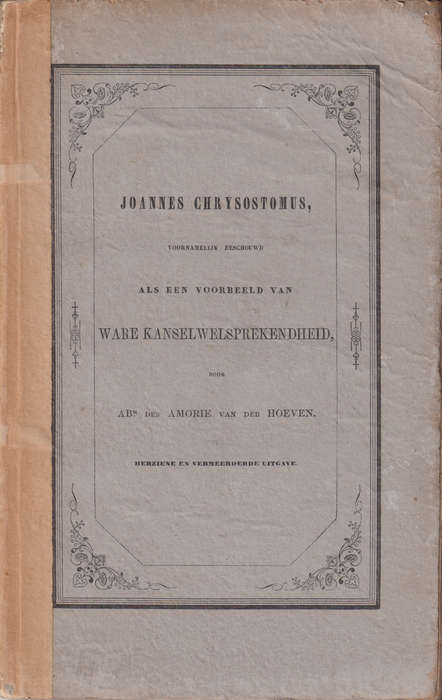 JOANNES CHRYSOSTOMUS,
VOORNAMELIJK BESCHOUWD
ALS EEN VOORBEELD VAN
WARE KANSELWELSPREKENDHEID,
DOOR
ABM DES AMORIE VAN DER HOEVEN.
HERZIENE EN VERMEERDERDE UITGAVE.